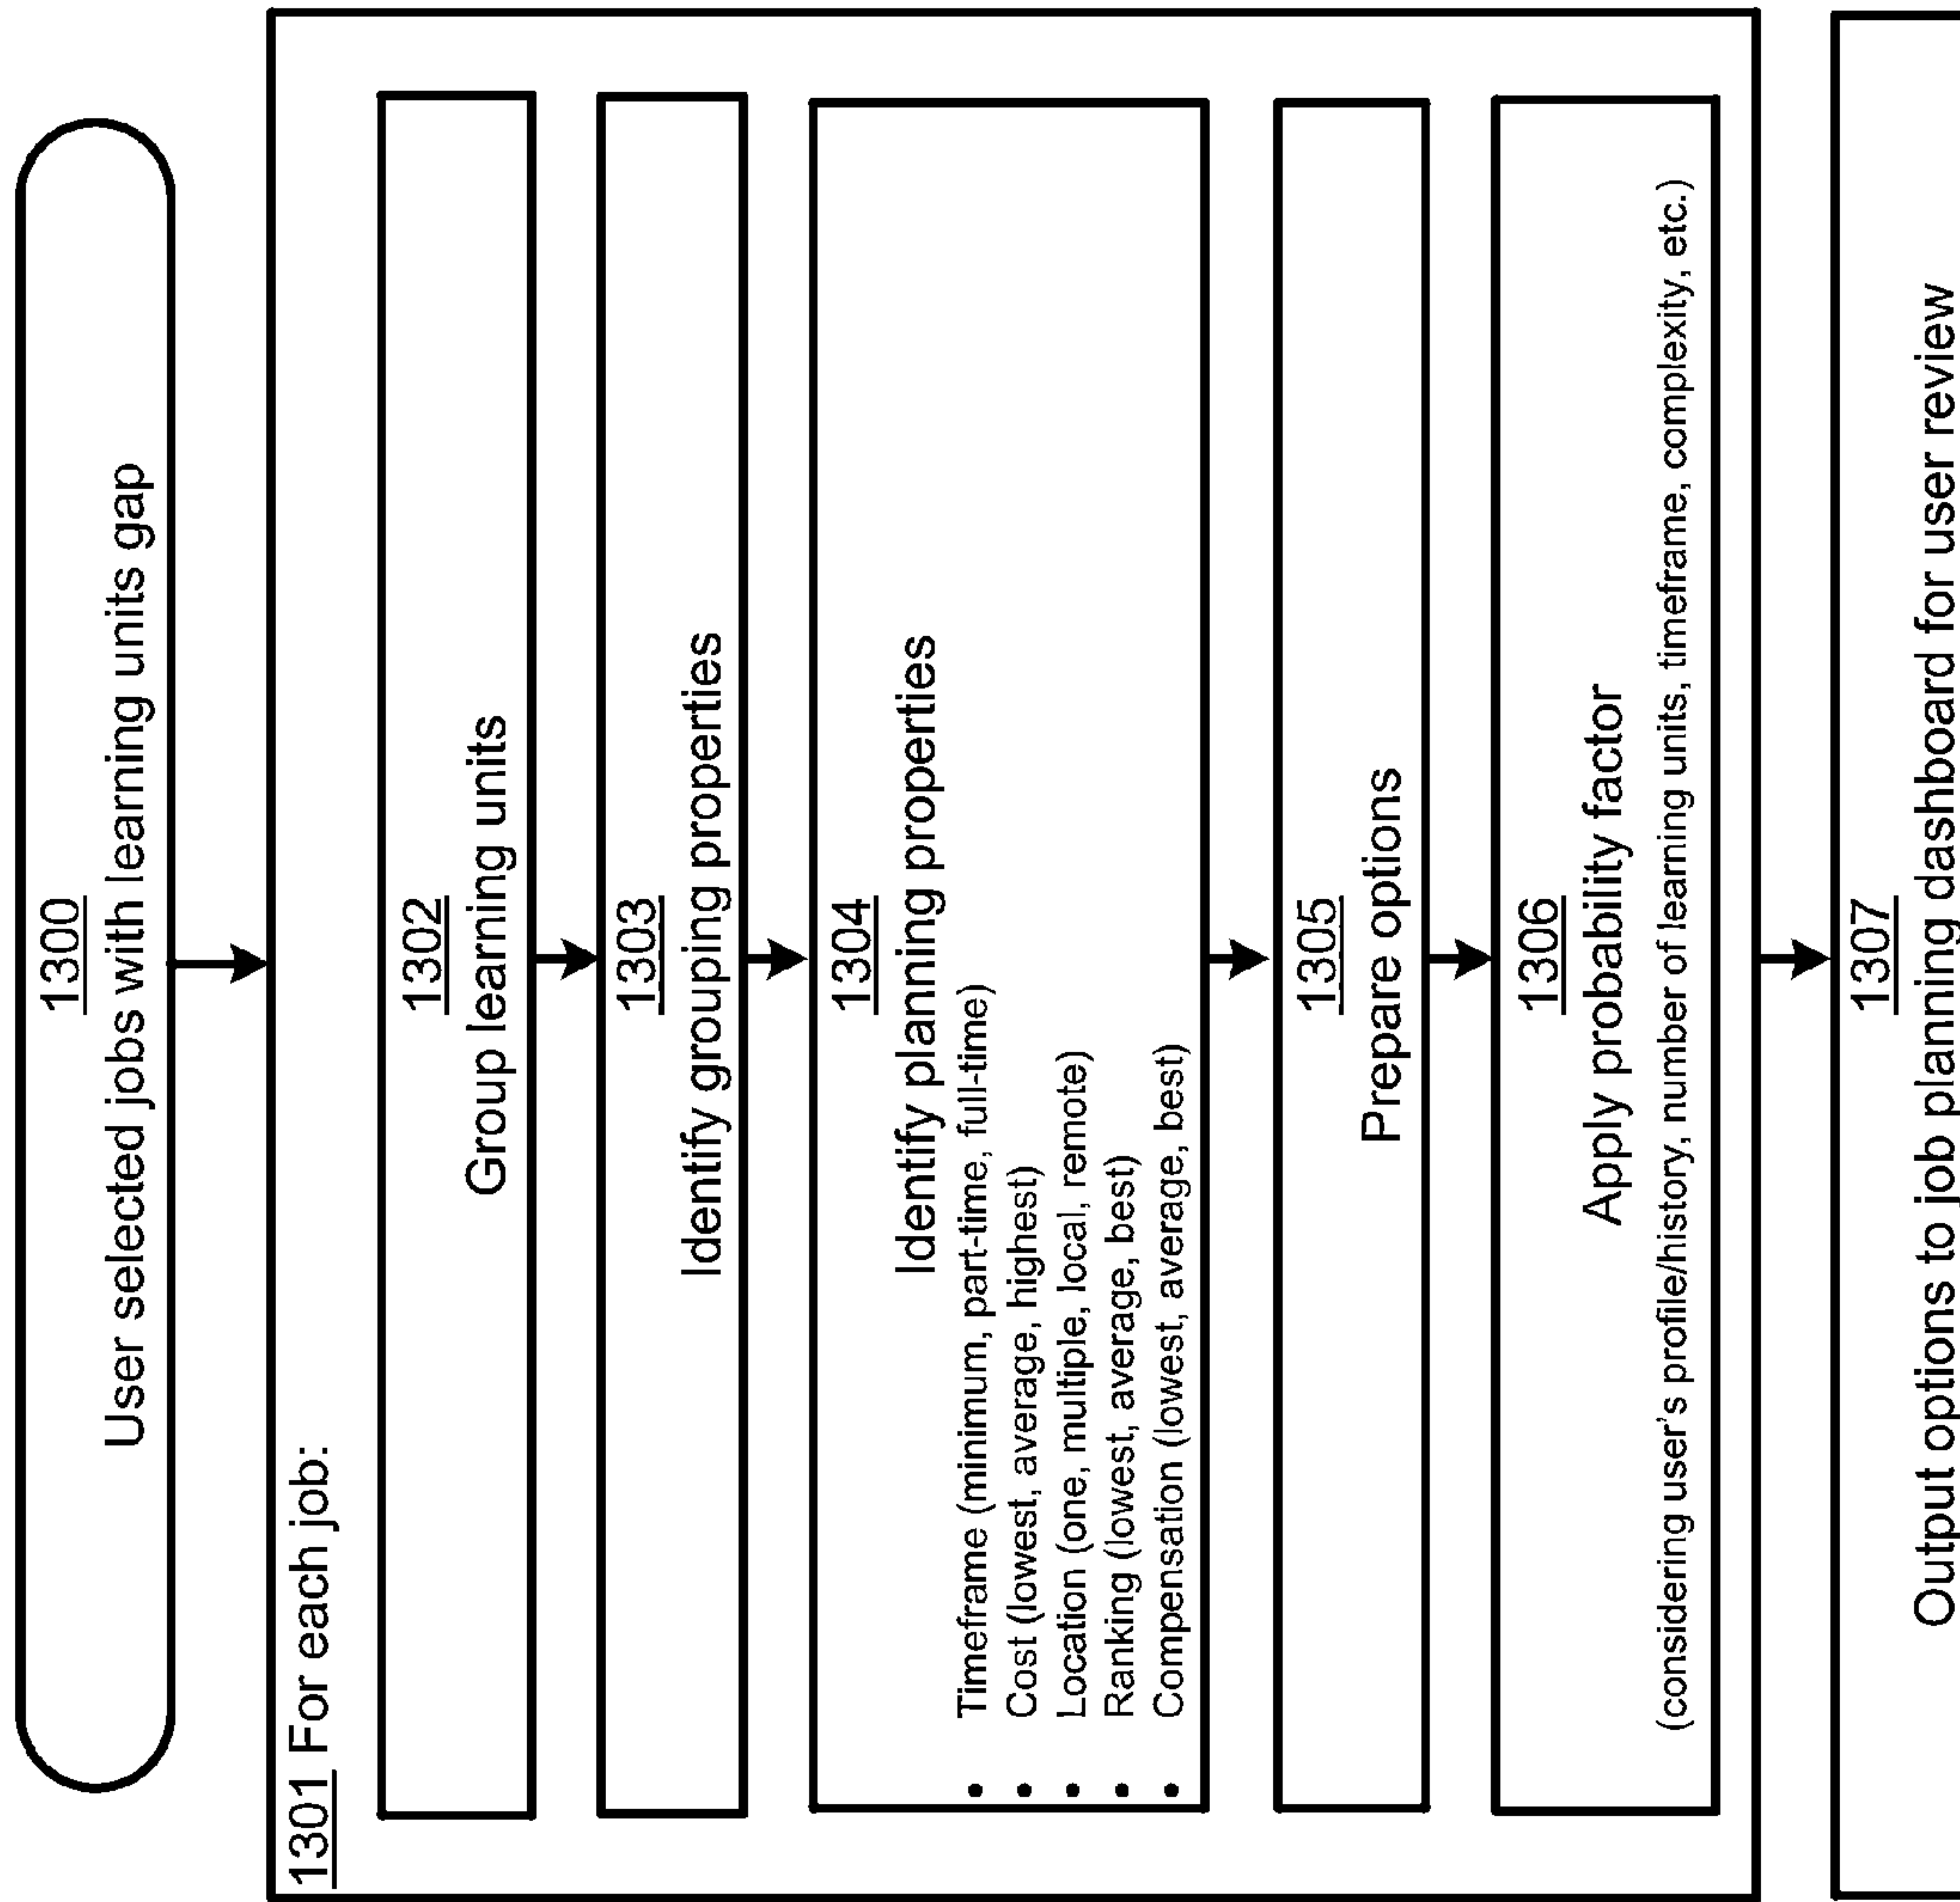 1300
User selected jobs with learning units gap
1301 For each job:
1302
Group learning units
1303
Identify grouping properties
1304
Identify planning properties
• Timeframe (minimum, part-time, full-time)
• Cost (lowest, average, highest)
• Location (one, multiple, local, remote)
• Ranking (lowest, average, best)
• Compensation (lowest, average, best)
1305
Prepare options
1306
Apply probability factor
(considering user's profile/history, number of learning units, timeframe, complexity, etc.)
1307
Output options to job planning dashboard for user review